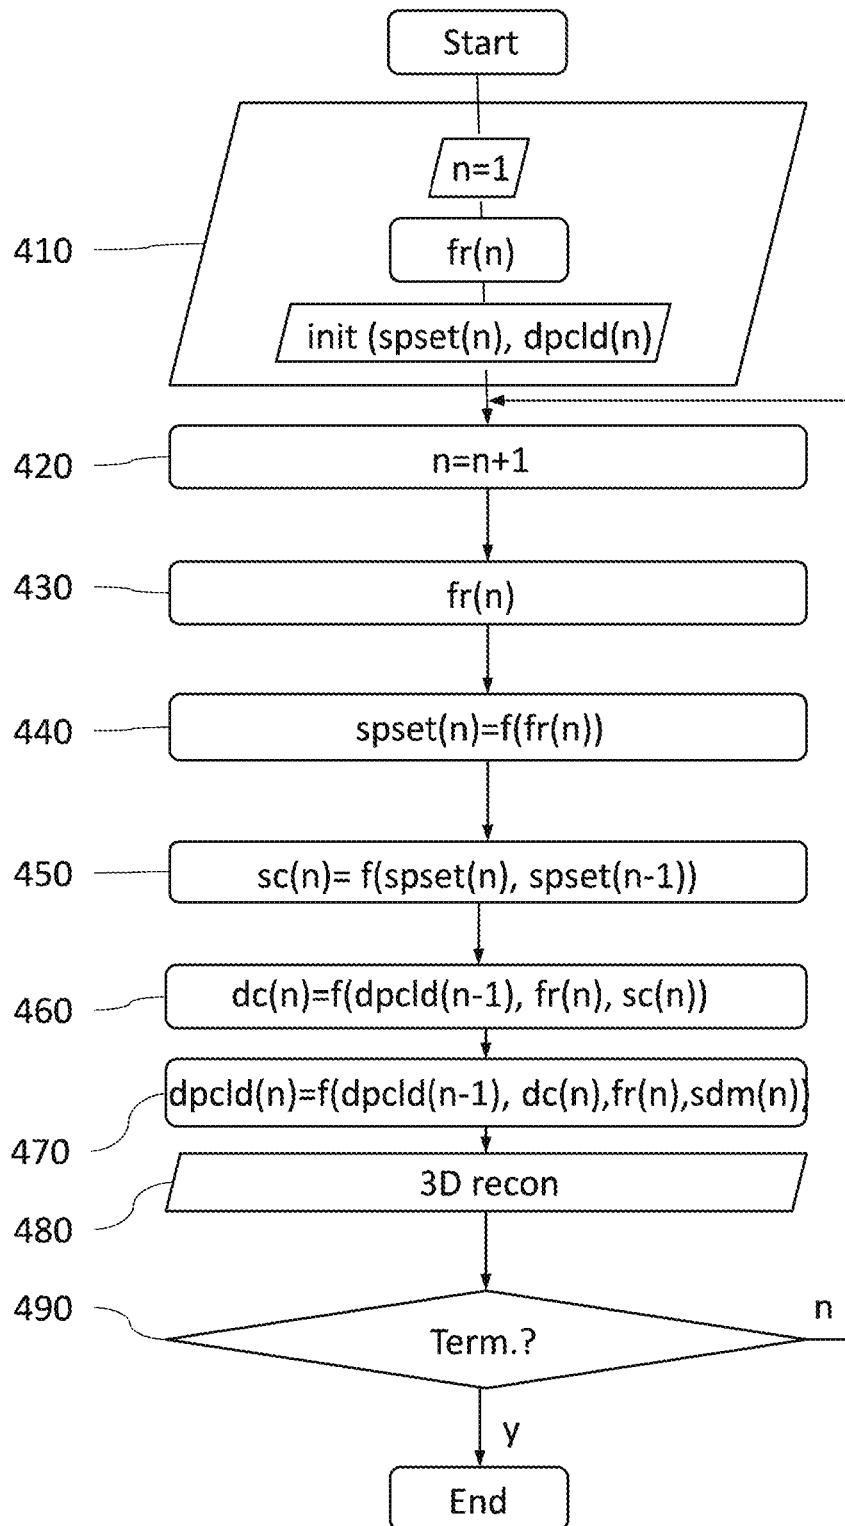 Start
n=1
410
fr(n)
init (spset(n), dpcld(n)
420
n=n+1
430
fr(n)
440
spset(n)=f(fr(n))
450
sc(n)= f(spset(n), spset(n-1))
460
dc(n)=f(dpcld(n-1), fr(n), sc(n))
470
dpcld(n)=f(dpcld(n-1), dc(n),fr(n),sdm(n))
480
3D recon
490
Term.?
n
y
End